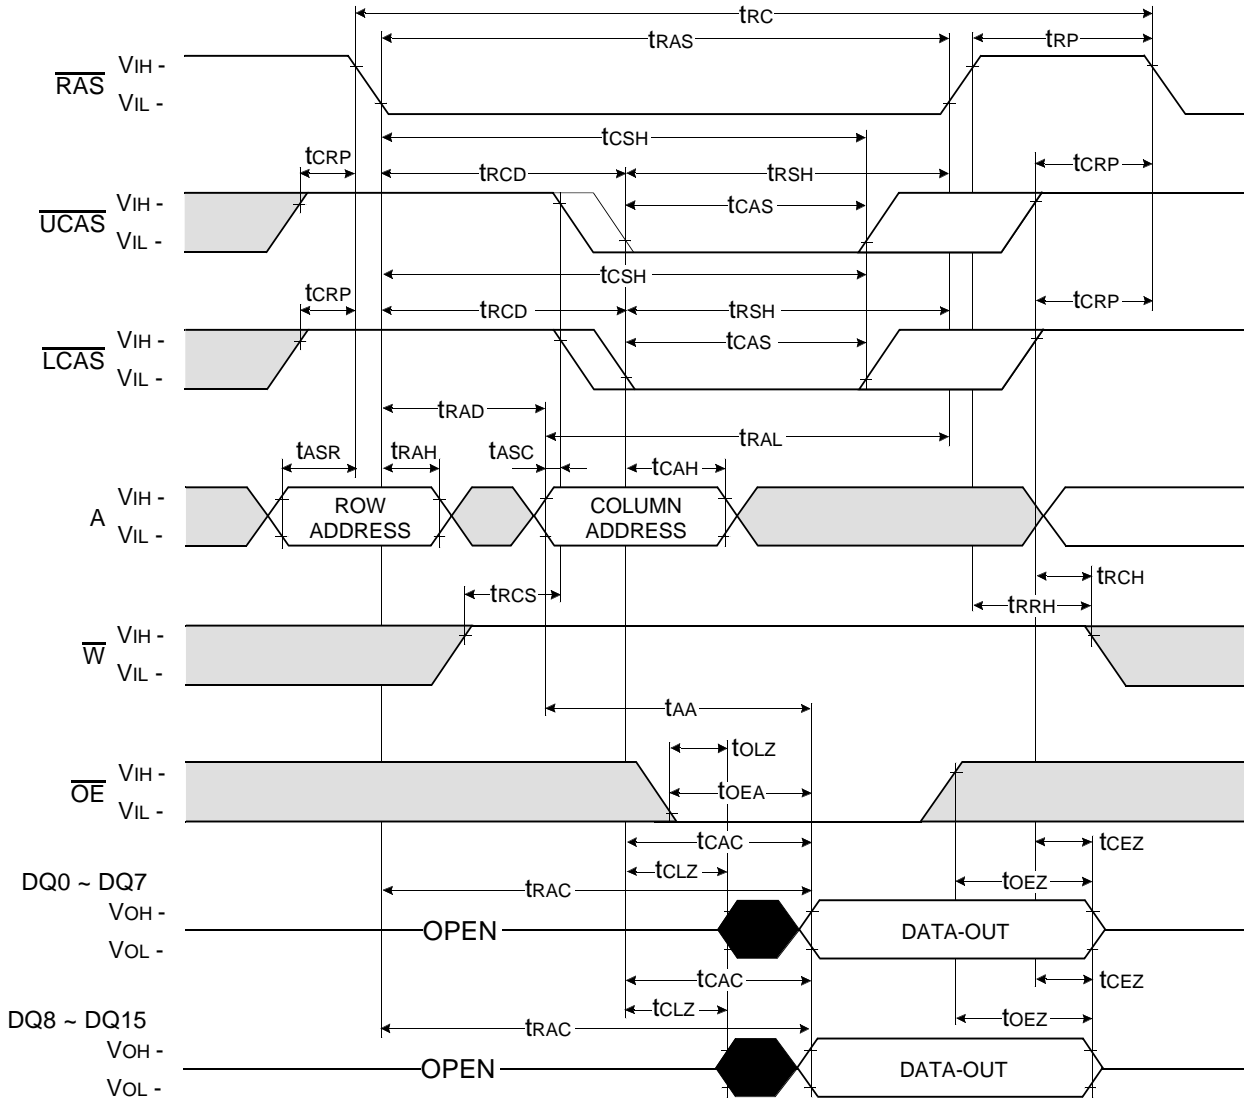 tRC
tRAS tRP
RAS VIH -
VIL -
tCSH
tCRP tRCD tRSH tCRP
UCAS VIH - tCAS
VIL -
tCSH
tCRP tRCD tRSH tCRP
LCAS VIH - tCAS
VIL -
tRAD
tRAL
tASR tRAH tASC tCAH
A VIH - ROW COLUMN
VIL - ADDRESS ADDRESS
tRCS tRCH
tRRH
W VIH -
VIL -
tAA
tOLZ
OE VIH - tOEA
VIL -
tCAC tCEZ
tCLZ
DQ0 ~ DQ7 tRAC tOEZ
VOH -
OPEN DATA-OUT
VOL -
tCAC tCEZ
tCLZ
DQ8 ~ DQ15 tRAC tOEZ
VOH -
OPEN DATA-OUT
VOL -